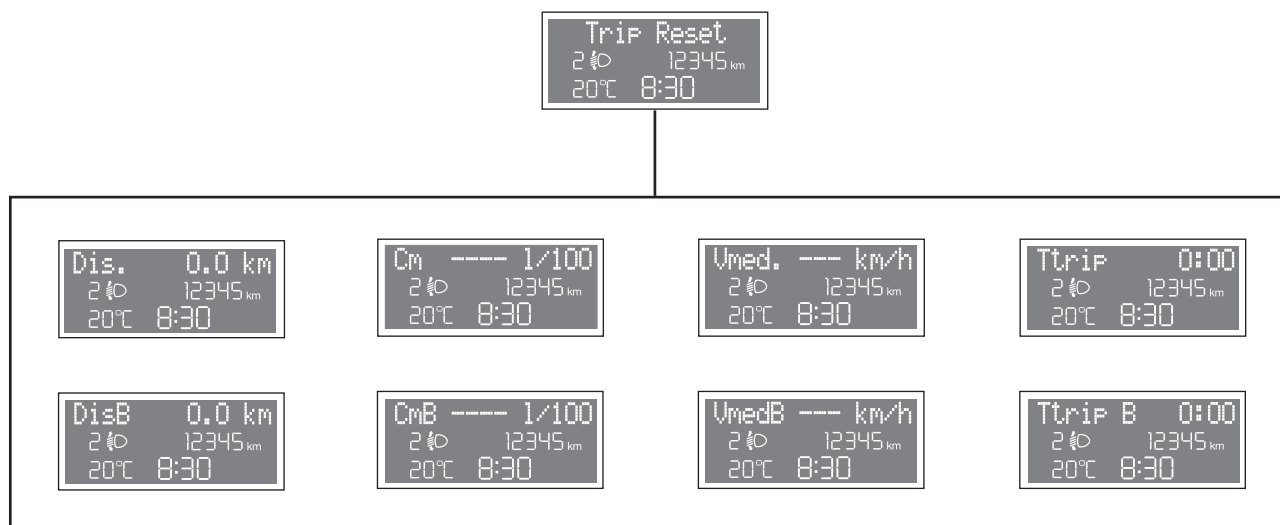 Trip Reset
2 12345 km
20°C 8:30
Dis. 0.0 km
2 12345 km
20°C 8:30
Cm ---- l/100
2 12345 km
20°C 8:30
Vmed. --- km/h
2 12345 km
20°C 8:30
Ttrip 0:00
2 12345 km
20°C 8:30
DisB 0.0 km
2 12345 km
20°C 8:30
CmB ---- l/100
2 12345 km
20°C 8:30
VmedB --- km/h
2 12345 km
20°C 8:30
Ttrip B 0:00
2 12345 km
20°C 8:30